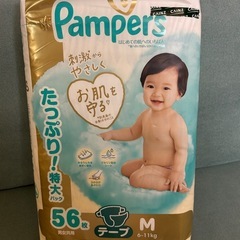 Pampers
CAINZ
CAINZ
はじめての肌へのいちばん
刺激から
やさしく
お肌を
守る
たっぷり!
特大
パック
56枚
テープ
M
6-11kg